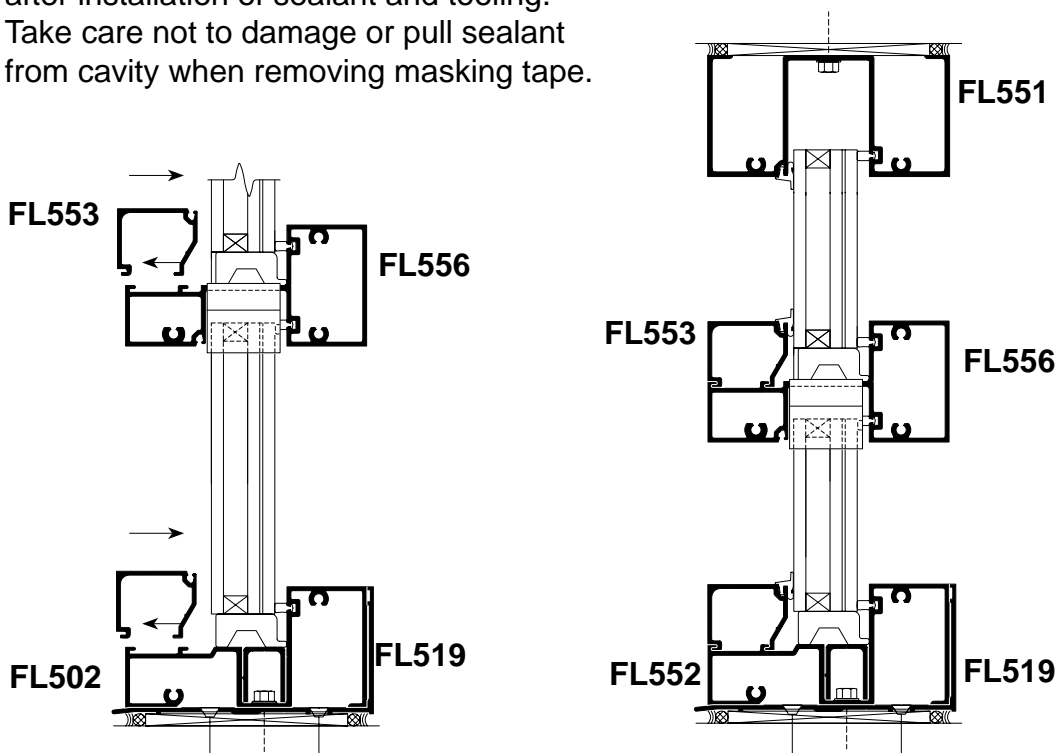 after installation of sealant and tooling.
Take care not to damage or pull sealant
from cavity when removing masking tape.
FL551
FL553
FL556
FL553
FL556
FL502
FL519
FL552
FL519